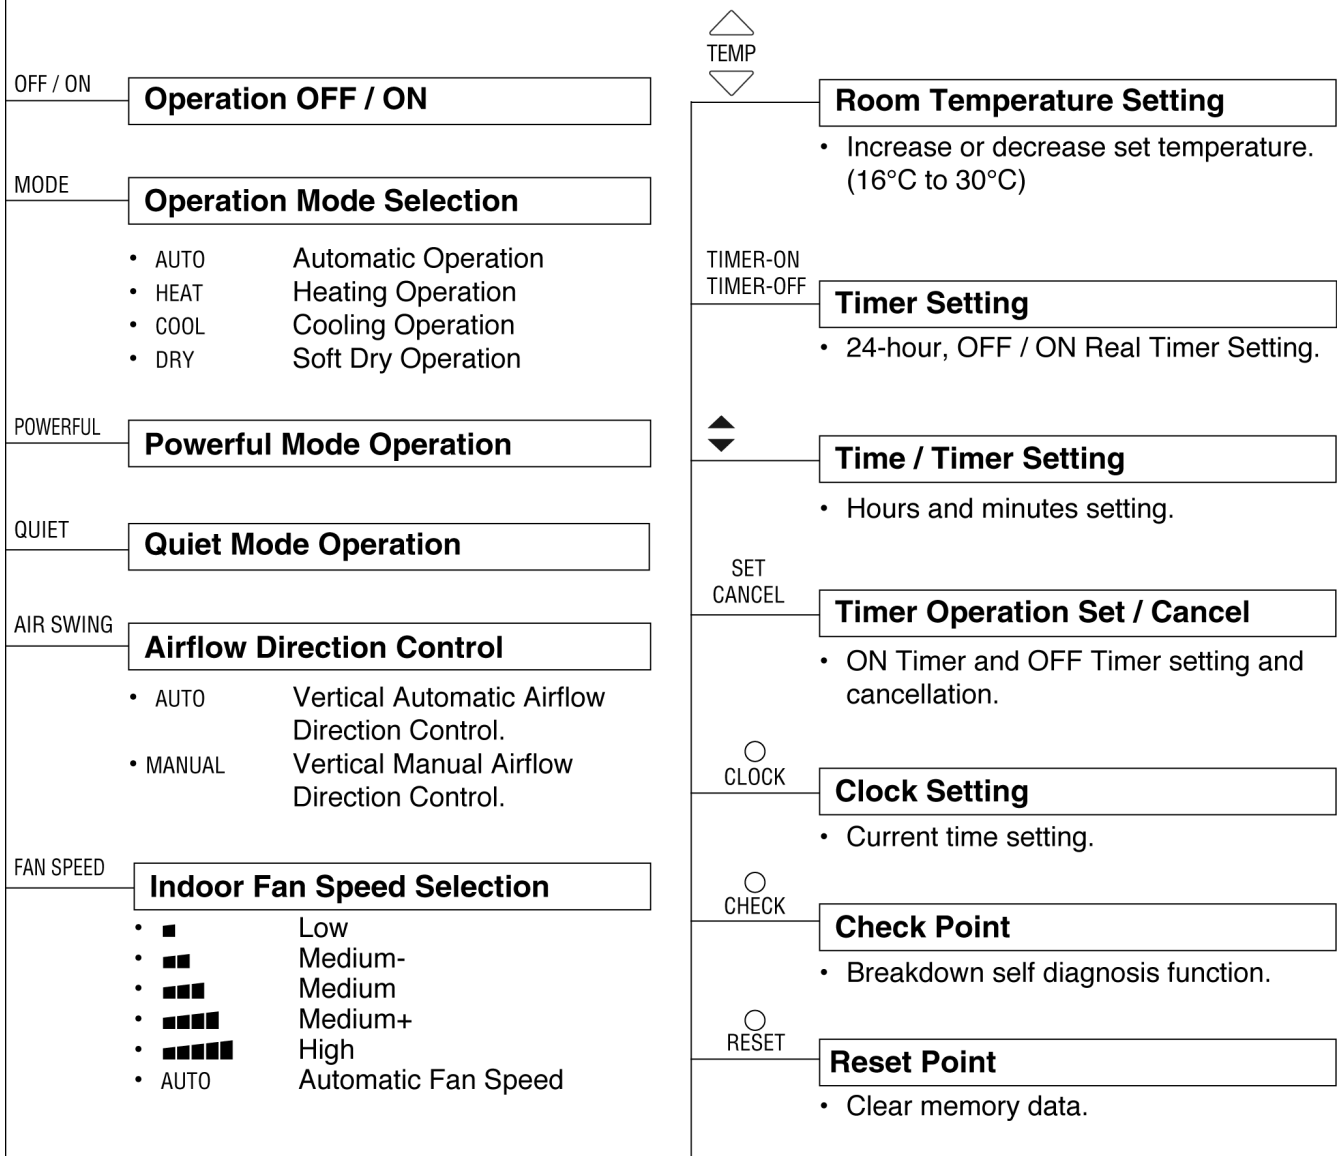 OFF / ON
Operation OFF / ON
MODE
Operation Mode Selection
• AUTO Automatic Operation
• HEAT Heating Operation
• COOL Cooling Operation
• DRY Soft Dry Operation
POWERFUL
Powerful Mode Operation
QUIET
Quiet Mode Operation
AIR SWING
Airflow Direction Control
• AUTO Vertical Automatic Airflow
Direction Control.
• MANUAL Vertical Manual Airflow
Direction Control.
FAN SPEED
Indoor Fan Speed Selection
• Low
• Medium-
• Medium
• Medium+
• High
• AUTO Automatic Fan Speed
TEMP
Room Temperature Setting
• Increase or decrease set temperature.
(16°C to 30°C)
TIMER-ON
TIMER-OFF
Timer Setting
• 24-hour, OFF / ON Real Timer Setting.
Time / Timer Setting
• Hours and minutes setting.
SET
CANCEL
Timer Operation Set / Cancel
• ON Timer and OFF Timer setting and
cancellation.
CLOCK
Clock Setting
• Current time setting.
CHECK
Check Point
• Breakdown self diagnosis function.
RESET
Reset Point
• Clear memory data.